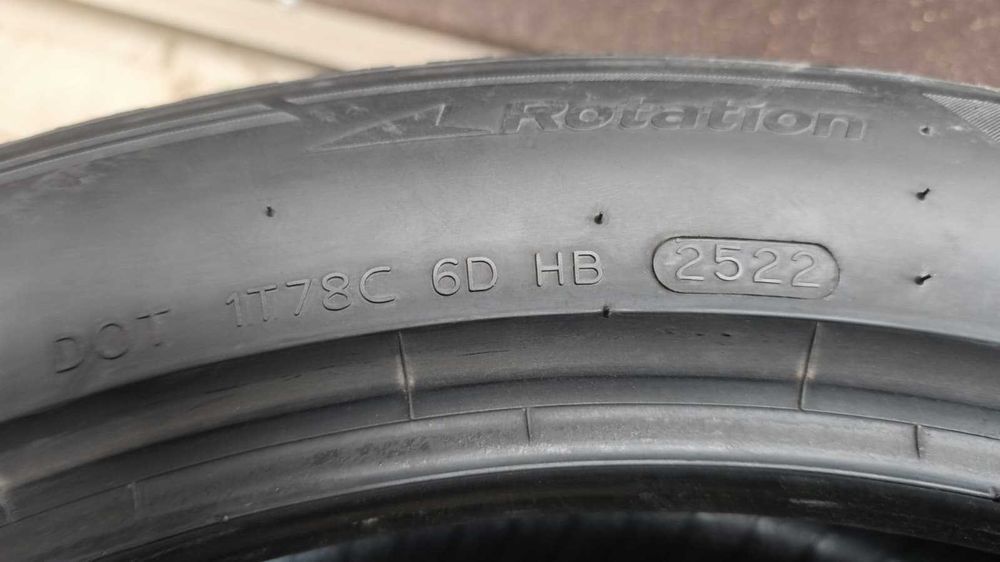 Rotation
DOT 1T78C 6D HB 2522